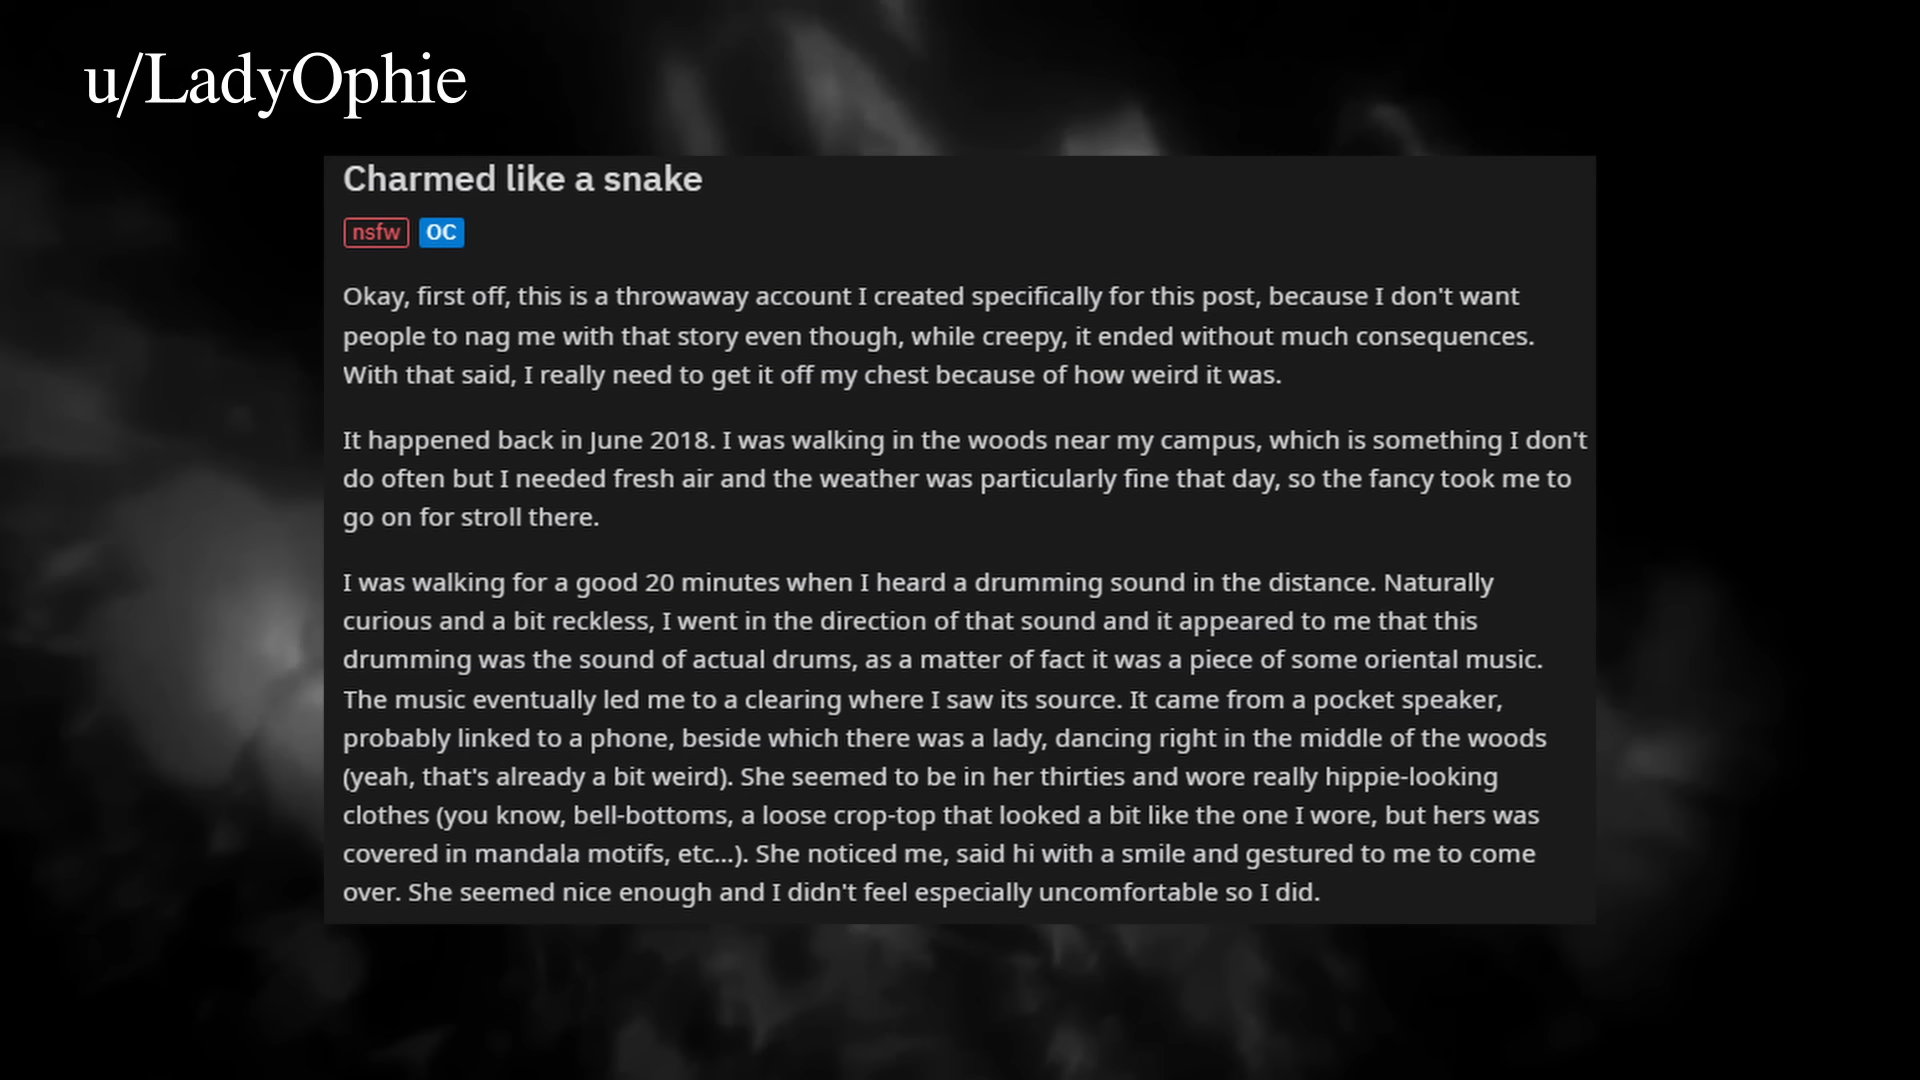 u/LadyOphie
Charmed like a snake
nsfw OC
Okay, first off, this is a throwaway account I created specifically for this post, because I don't want
people to nag me with that story even though, while creepy, it ended without much consequences.
With that said, I really need to get it off my chest because of how weird it was.
It happened back in June 2018. I was walking in the woods near my campus, which is something I don't
do often but I needed fresh air and the weather was particularly fine that day, so the fancy took me to
go on for stroll there.
I was walking for a good 20 minutes when I heard a drumming sound in the distance. Naturally
curious and a bit reckless, I went in the direction of that sound and it appeared to me that this
drumming was the sound of actual drums, as a matter of fact it was a piece of some oriental music.
The music eventually led me to a clearing where I saw its source. It came from a pocket speaker,
probably linked to a phone, beside which there was a lady, dancing right in the middle of the woods
(yeah, that's already a bit weird). She seemed to be in her thirties and wore really hippie-looking
clothes (you know, bell-bottoms, a loose crop-top that looked a bit like the one I wore, but hers was
covered in mandala motifs, etc...). She noticed me, said hi with a smile and gestured to me to come
over. She seemed nice enough and I didn't feel especially uncomfortable so I did.